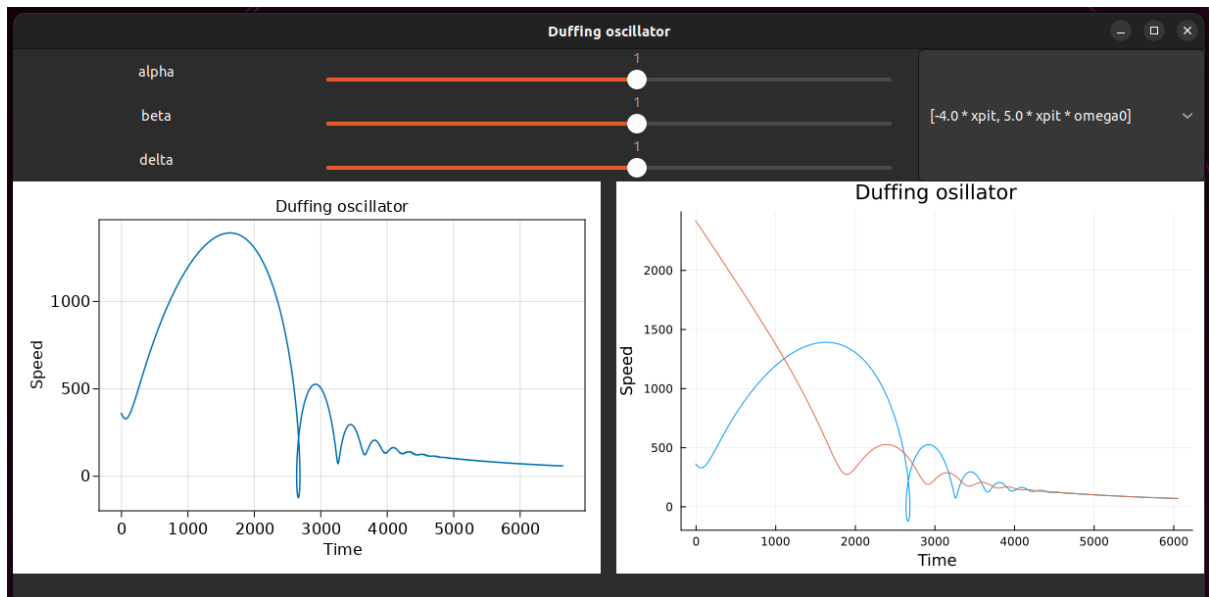 Duffing oscillator
1
alpha
1
beta
1
delta
[-4.0 * xpit, 5.0 * xpit * omega0]
Duffing oscillator
1000
500
0
Speed
0 1000 2000 3000 4000 5000 6000
Time
Duffing osillator
2000
1500
1000
500
0
Speed
0 1000 2000 3000 4000 5000 6000
Time